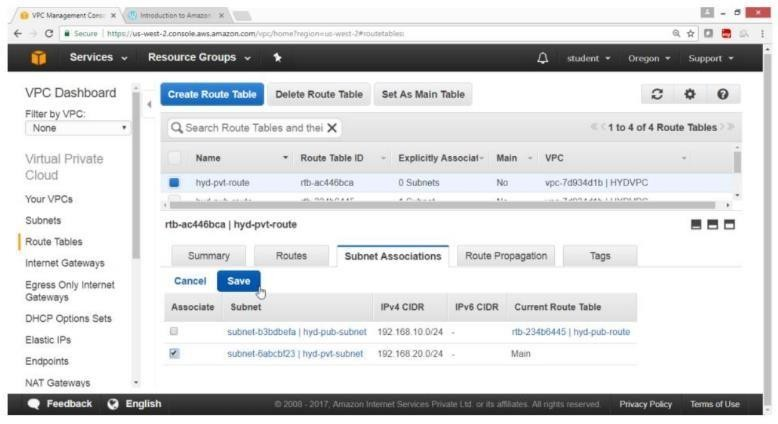 VPC Management Conso
Introduction to Amazon
Secure | https://us-west-2.console.aws.amazon.com/vpc/home?region=us-west-2#routetables:
Services Resource Groups student Oregon Support
VPC Dashboard
Filter by VPC:
None
Virtual Private
Cloud
Your VPCs
Subnets
Route Tables
Internet Gateways
Egress Only Internet
Gateways
DHCP Options Sets
Elastic IPs
Endpoints
NAT Gateways
Create Route Table Delete Route Table Set As Main Table
Search Route Tables and thei X
1 to 4 of 4 Route Tables
Name Route Table ID Explicitly Associat Main VPC
hyd-pvt-route rtb-ac446bca 0 Subnets No vpc-7d934d1b | HYDVPC
rtb-ac446bca | hyd-pvt-route
Summary Routes Subnet Associations Route Propagation Tags
Cancel Save
Associate Subnet IPv4 CIDR IPv6 CIDR Current Route Table
subnet-b3bdbefa | hyd-pub-subnet 192.168.10.0/24 - rtb-234b6445 | hyd-pub-route
subnet-6abcbf23 | hyd-pvt-subnet 192.168.20.0/24 - Main
Feedback English © 2008 - 2017, Amazon Internet Services Private Ltd. or its affiliates. All rights reserved. Privacy Policy Terms of Use